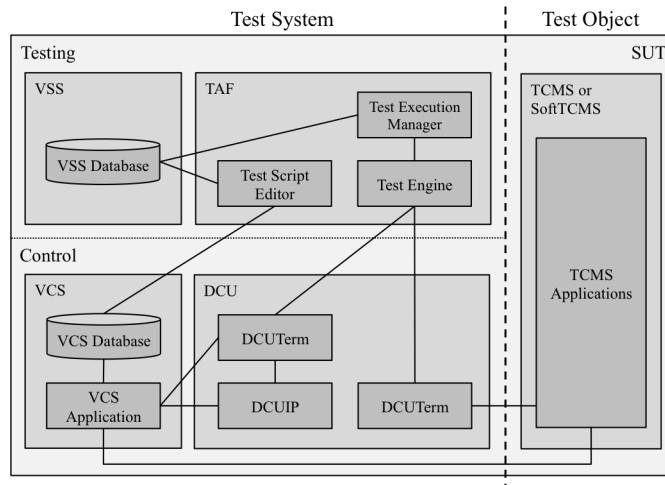 Test System
Test Object
Testing
SUT
VSS
TAF
TCMS or
SoftTCMS
Test Execution
Manager
VSS Database
Test Script
Editor
Test Engine
Control
VCS
DCU
TCMS
Applications
VCS Database
DCUTerm
VCS
Application
DCUIP
DCUTerm